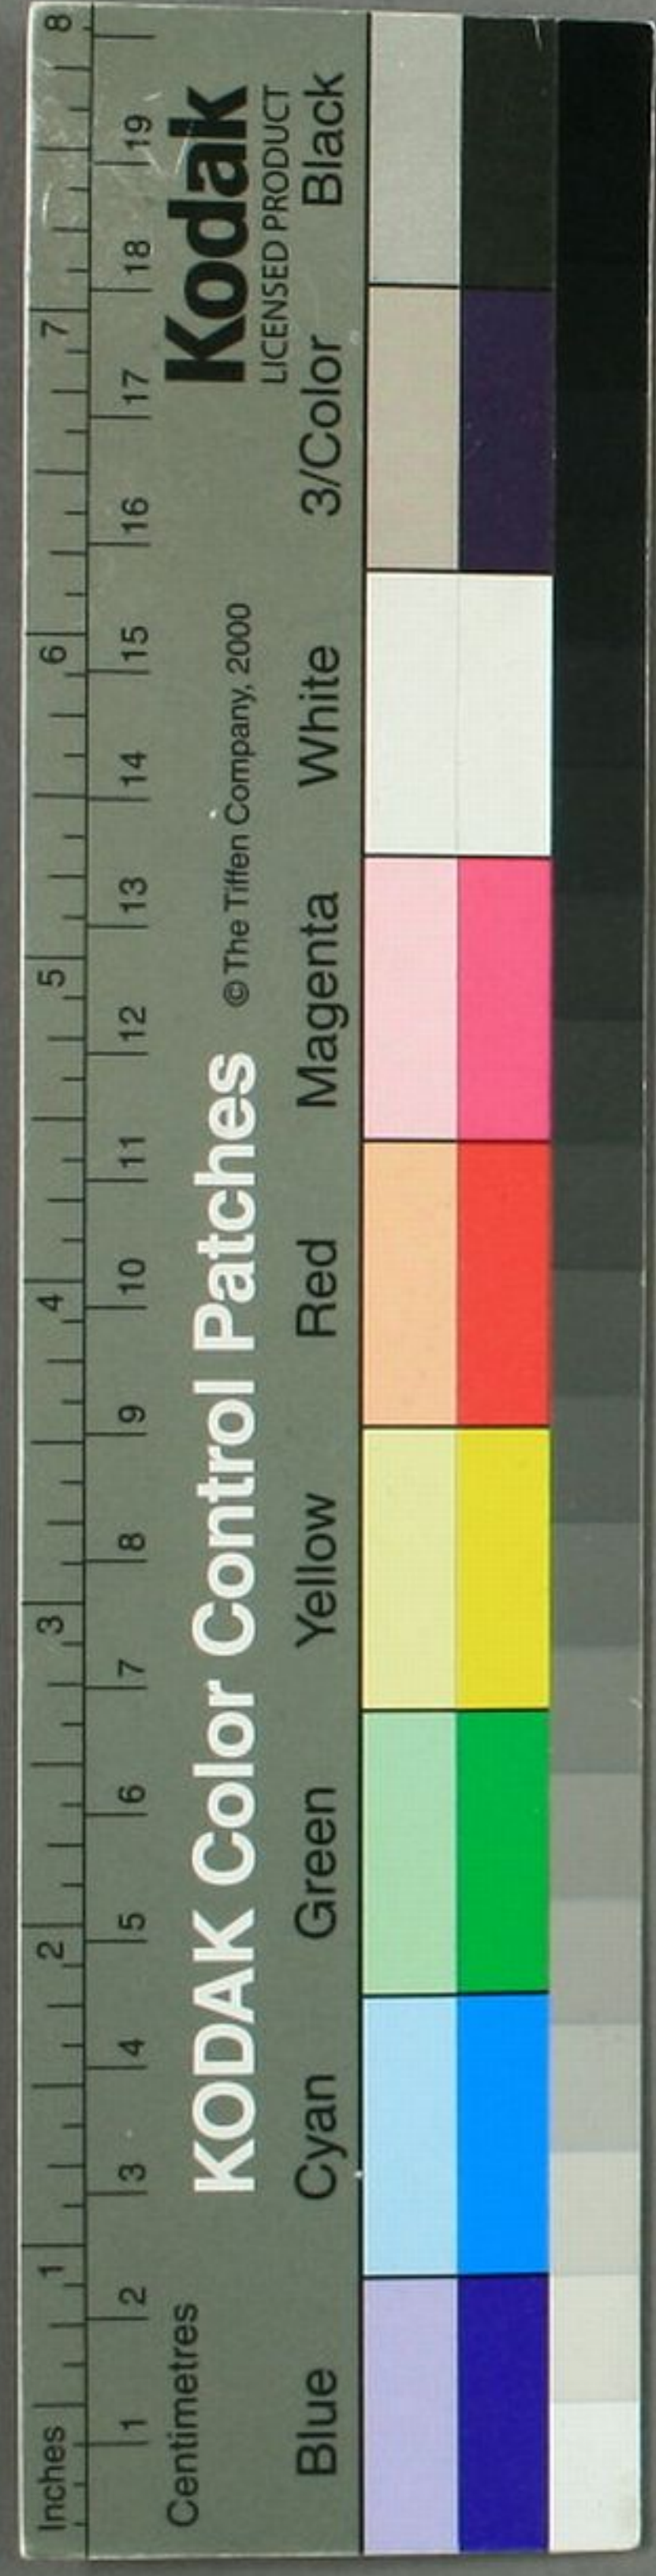 Inches 1 2 3 4 5 6 7 8
1 2 3 4 5 6 7 8 9 10 11 12 13 14 15 16 17 18 19
Centimetres
KODAK Color Control Patches © The Tiffen Company, 2000 Kodak
LICENSED PRODUCT
Blue Cyan Green Yellow Red Magenta White 3/Color Black